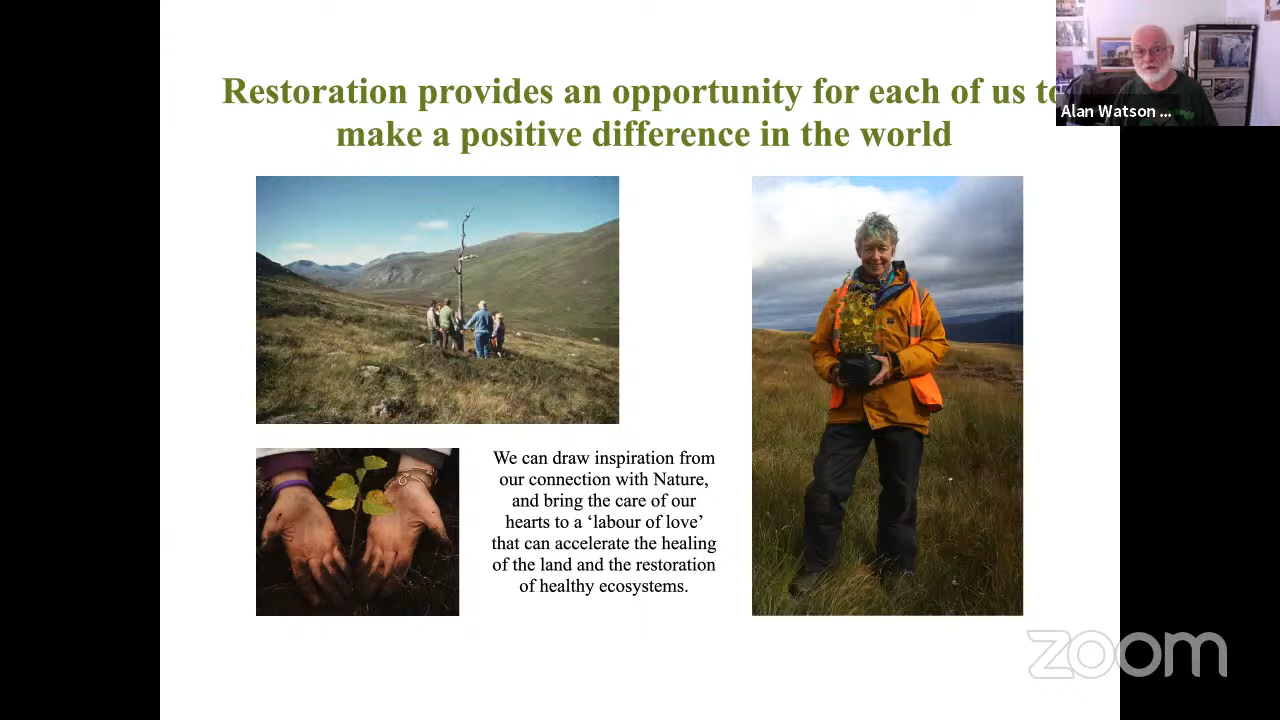 Restoration provides an opportunity for each of us to
make a positive difference in the world
Alan Watson ...
We can draw inspiration from
our connection with Nature,
and bring the care of our
hearts to a ‘labour of love’
that can accelerate the healing
of the land and the restoration
of healthy ecosystems.
zoom